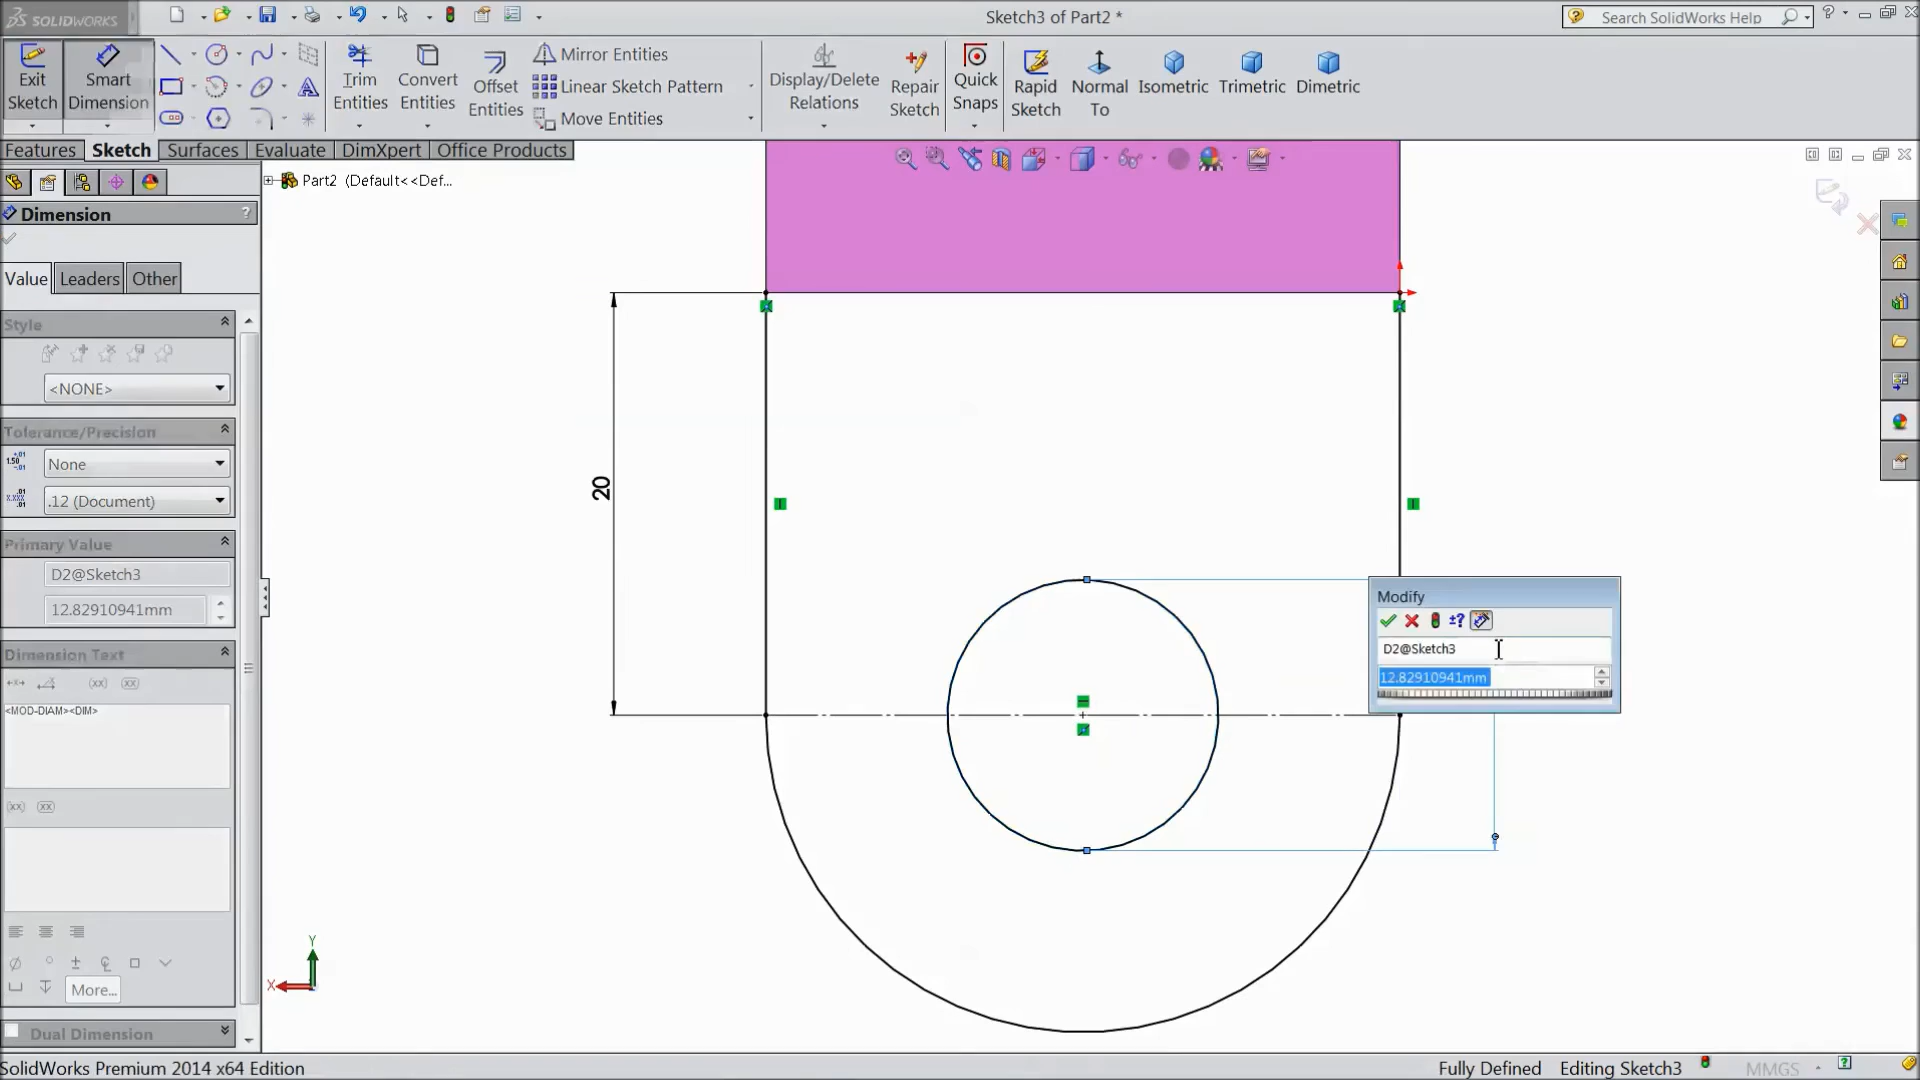 SOLIDWORKS
Sketch3 of Part2 *
Search SolidWorks Help
Exit Sketch
Smart Dimension
Trim Entities
Convert Entities
Offset Entities
Mirror Entities
Linear Sketch Pattern
Move Entities
Display/Delete Relations
Repair Sketch
Quick Snaps
Rapid Sketch
Normal To
Isometric
Trimetric
Dimetric
Features
Sketch
Surfaces
Evaluate
DimXpert
Office Products
Part2 (Default<<Def...
Dimension
?
Value
Leaders
Other
Style
<NONE>
Tolerance/Precision
None
.12 (Document)
Primary Value
D2@Sketch3
12.82910941mm
Dimension Text
(xx)
<MOD-DIAM><DIM>
(xx)
More...
Dual Dimension
20
Modify
±?
D2@Sketch3
12.82910941mm
Y
X
SolidWorks Premium 2014 x64 Edition
Fully Defined
Editing Sketch3
MMGS